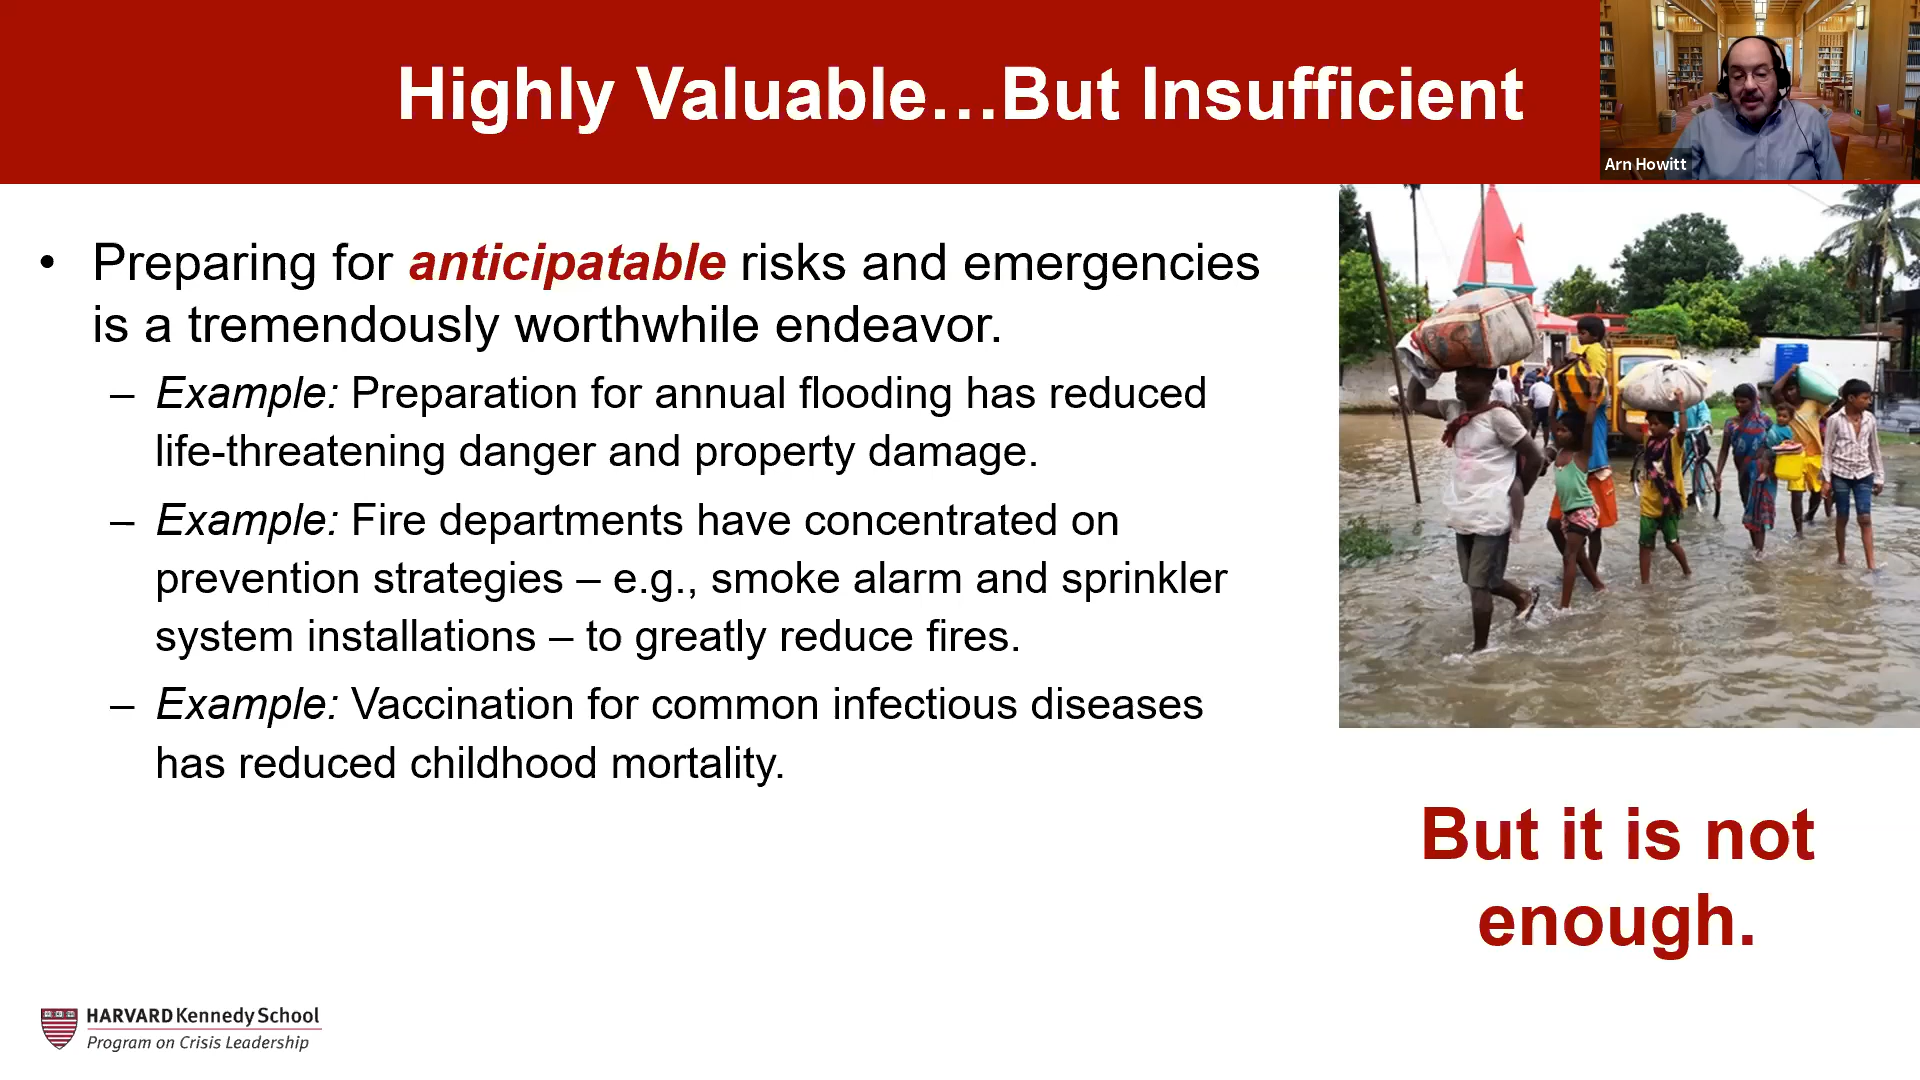 Highly Valuable…But Insufficient
Arn Howitt
• Preparing for anticipatable risks and emergencies
is a tremendously worthwhile endeavor.
– Example: Preparation for annual flooding has reduced
life-threatening danger and property damage.
– Example: Fire departments have concentrated on
prevention strategies – e.g., smoke alarm and sprinkler
system installations – to greatly reduce fires.
– Example: Vaccination for common infectious diseases
has reduced childhood mortality.
But it is not
enough.
HARVARD Kennedy School
Program on Crisis Leadership